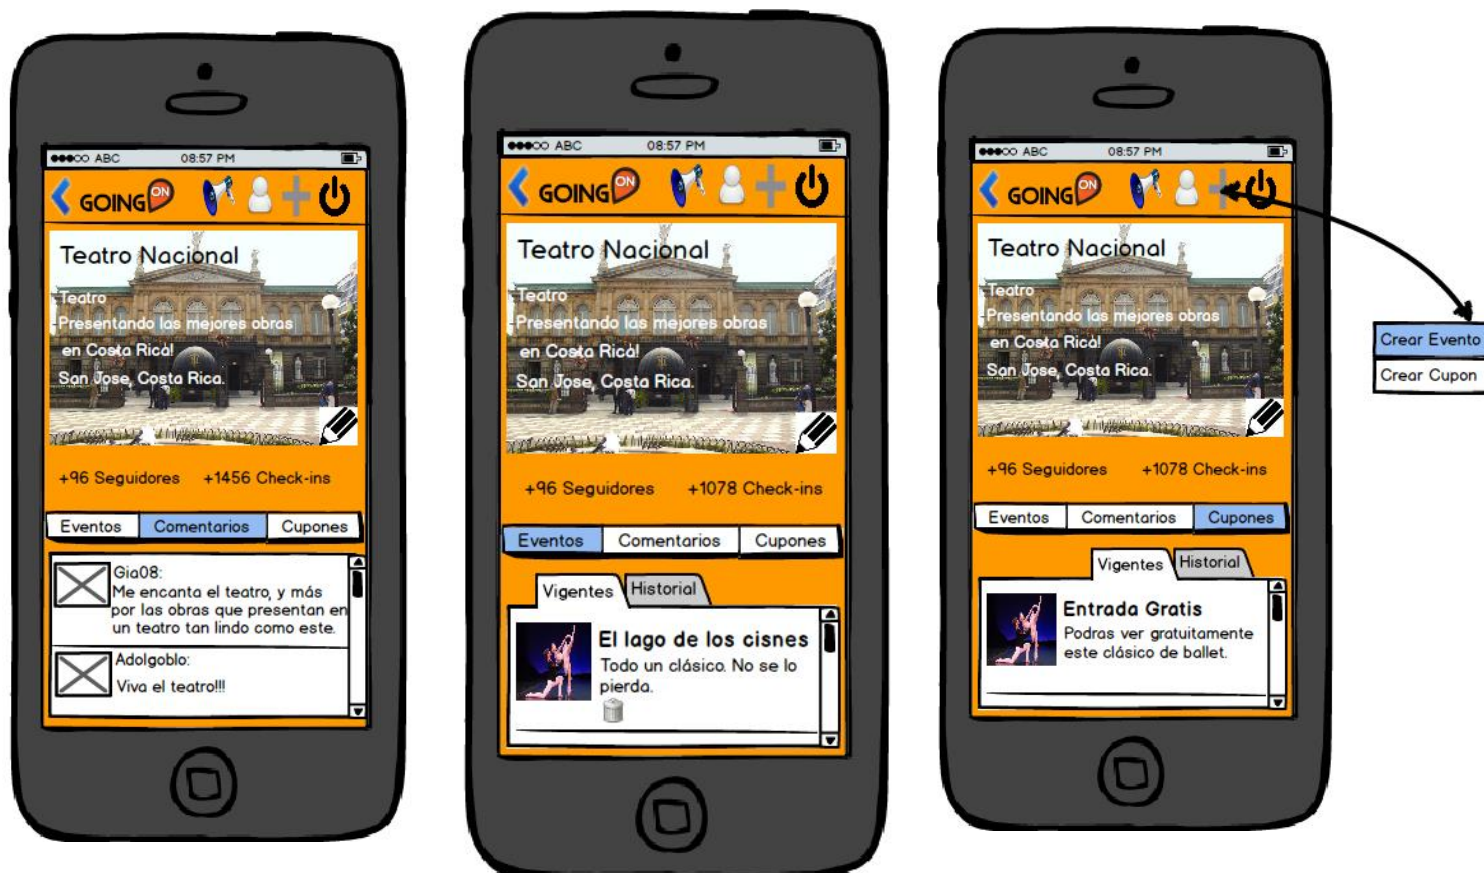 ABC 08:57 PM
GOING ON
Teatro Nacional
Teatro
Presentando las mejores obras
en Costa Rica!
San Jose, Costa Rica.
+96 Seguidores +1456 Check-ins
Eventos Comentarios Cupones
Gia08:
Me encanta el teatro, y más
por las obras que presentan en
un teatro tan lindo como este.
Adolgoblo:
Viva el teatro!!!
ABC 08:57 PM
GOING ON
Teatro Nacional
Teatro
Presentando las mejores obras
en Costa Rica!
San Jose, Costa Rica.
+96 Seguidores +1078 Check-ins
Eventos Comentarios Cupones
Vigentes Historial
El lago de los cisnes
Todo un clásico. No se lo
pierda.
ABC 08:57 PM
GOING ON
Teatro Nacional
Teatro
Presentando las mejores obras
en Costa Rica!
San Jose, Costa Rica.
+96 Seguidores +1078 Check-ins
Eventos Comentarios Cupones
Vigentes Historial
Entrada Gratis
Podras ver gratuitamente
este clásico de ballet.
Crear Evento
Crear Cupon